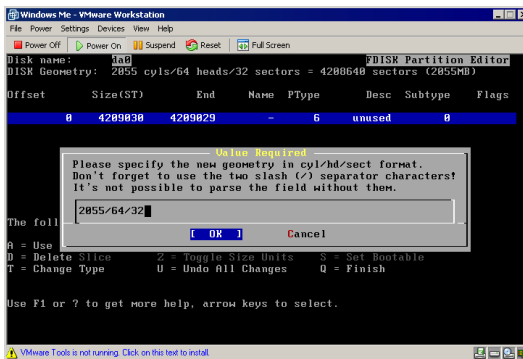 Windows Me - VMware Workstation
File Power Settings Devices View Help
Power Off Power On Suspend Reset Full Screen
Disk name: da0 FDISK Partition Editor
DISK Geometry: 2055 cyls/64 heads/32 sectors = 4208640 sectors (2055MB)
Offset Size(ST) End Name PType Desc Subtype Flags
0 4209030 4209029 - 6 unused 0
Value Required
Please specify the new geometry in cyl/hd/sect format.
Don't forget to use the two slash (/) separator characters!
It's not possible to parse the field without them.
2055/64/32
[ OK ] Cancel
The foll
A = Use
D = Delete Slice Z = Toggle Size Units S = Set Bootable
T = Change Type U = Undo All Changes Q = Finish
Use F1 or ? to get more help, arrow keys to select.
VMware Tools is not running. Click on this text to install.